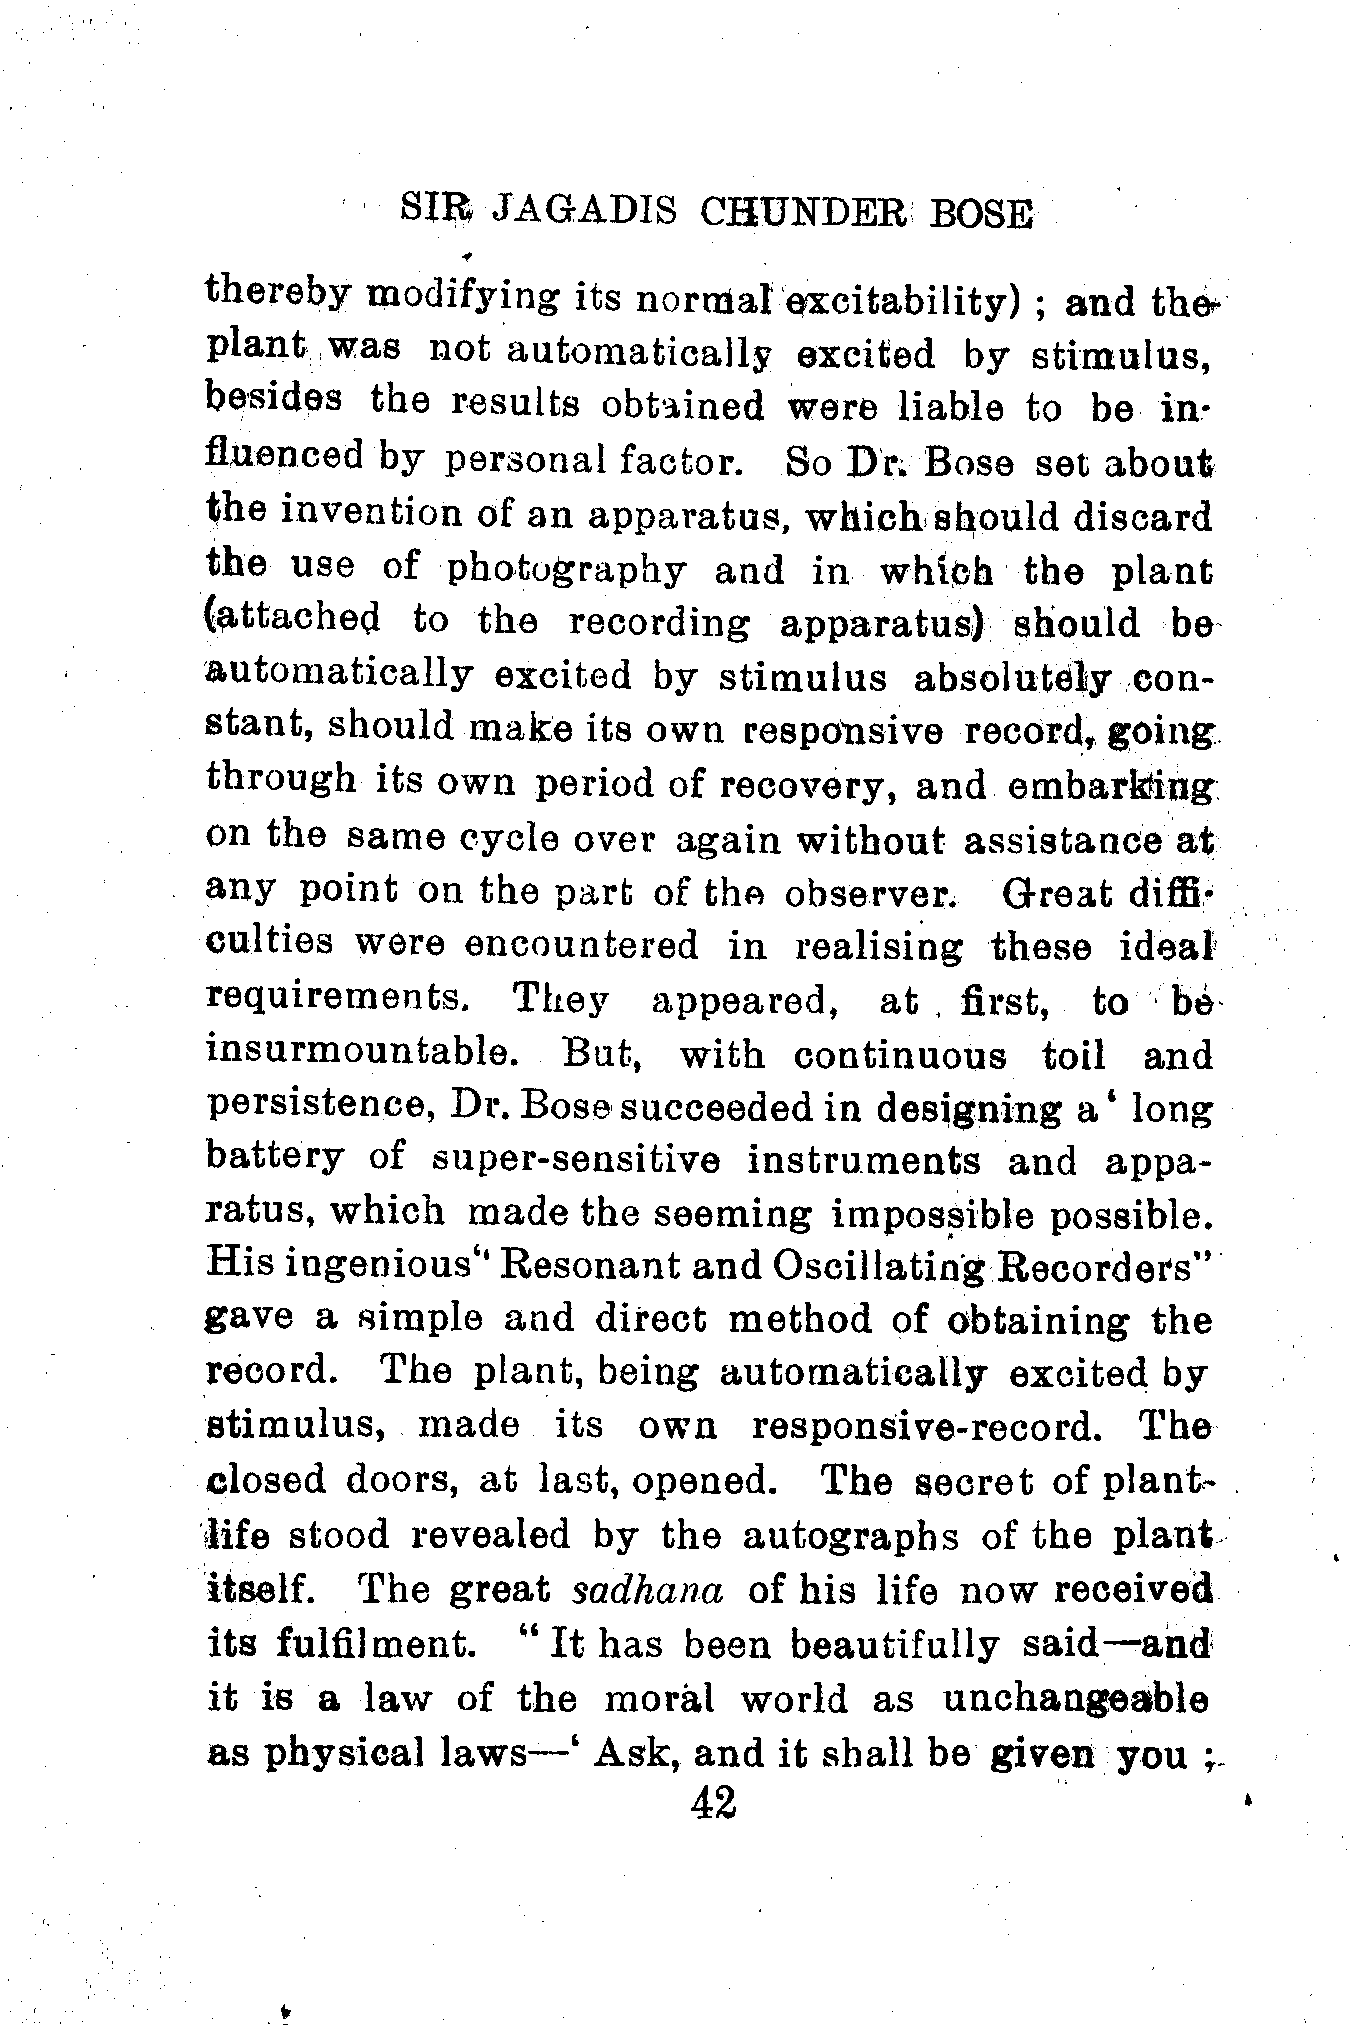 SIR JAGADIS CHUNDER BOSE
thereby modifying its normal excitability) ; and the
plant was not automatically excited by stimulus,
besides the results obtained were liable to be in-
fluenced by personal factor. So Dr. Bose set about
the invention of an apparatus, which should discard
the use of photography and in which the plant
(attached to the recording apparatus) should be
automatically excited by stimulus absolutely con-
stant, should make its own responsive record, going
through its own period of recovery, and embarking
on the same cycle over again without assistance at
any point on the part of the observer. Great diffi-
culties were encountered in realising these ideal
requirements. They appeared, at first, to be
insurmountable. But, with continuous toil and
persistence, Dr. Bose succeeded in designing a ' long
battery of super-sensitive instruments and appa-
ratus, which made the seeming impossible possible.
His ingenious "Resonant and Oscillating Recorders"
gave a simple and direct method of obtaining the
record. The plant, being automatically excited by
stimulus, made its own responsive-record. The
closed doors, at last, opened. The secret of plant-
life stood revealed by the autographs of the plant
itself. The great sadhana of his life now received
its fulfilment. "It has been beautifully said—and
it is a law of the moral world as unchangeable
as physical laws—' Ask, and it shall be given you ;
42